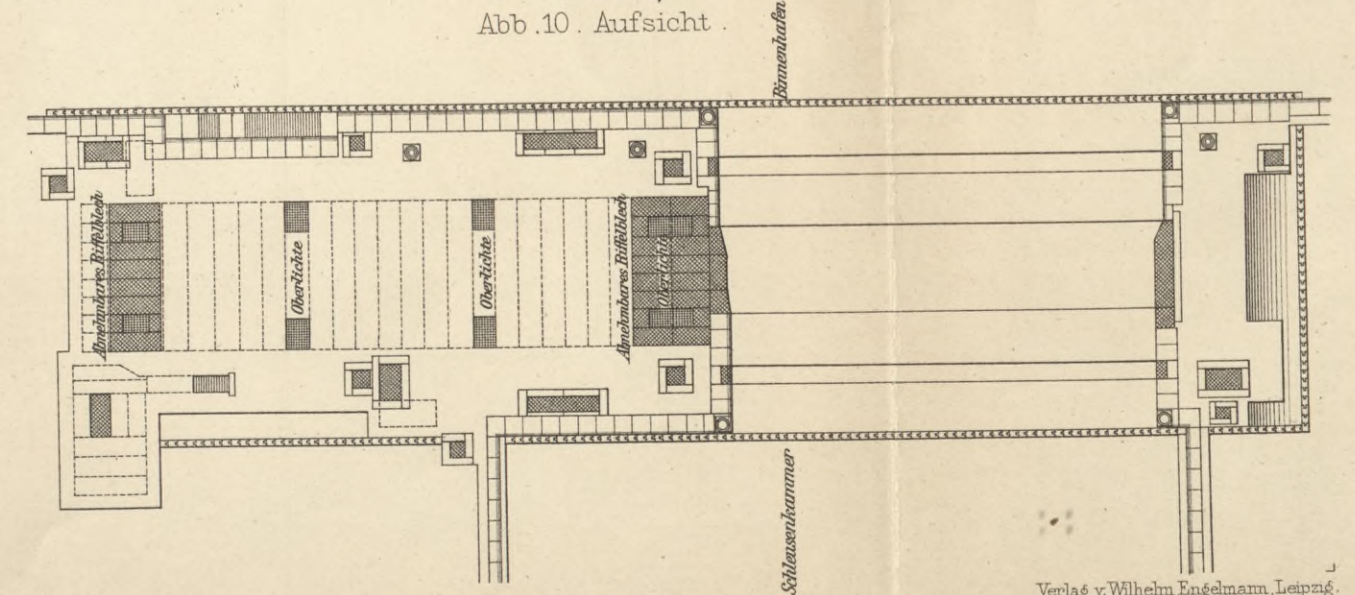 Abb. 10. Aufsicht.
Binnenhafen
Abnehmbares Riffelblech
Oberlichte
Oberlichte
Abnehmbares Riffelblech
Oberlichte
Schleusenkammer
Verlag v. Wilhelm Engelmann, Leipzig.